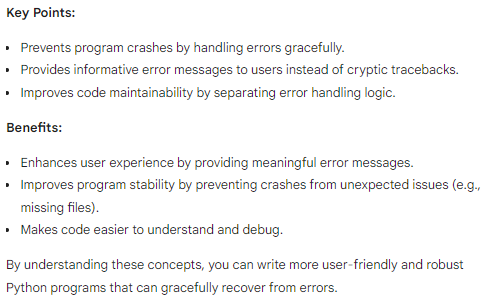 Key Points:
• Prevents program crashes by handling errors gracefully.
• Provides informative error messages to users instead of cryptic tracebacks.
• Improves code maintainability by separating error handling logic.
Benefits:
• Enhances user experience by providing meaningful error messages.
• Improves program stability by preventing crashes from unexpected issues (e.g.,
missing files).
• Makes code easier to understand and debug.
By understanding these concepts, you can write more user-friendly and robust
Python programs that can gracefully recover from errors.